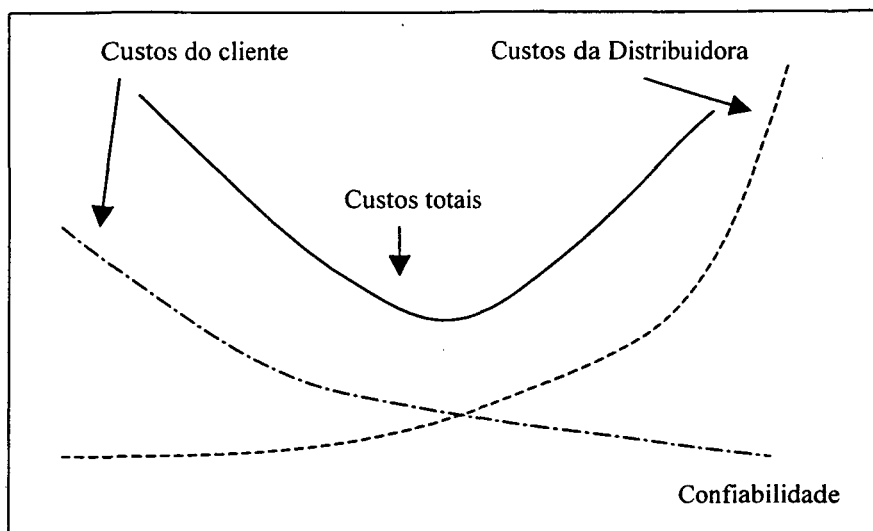 Custos do cliente
Custos da Distribuidora
Custos totais
Confiabilidade